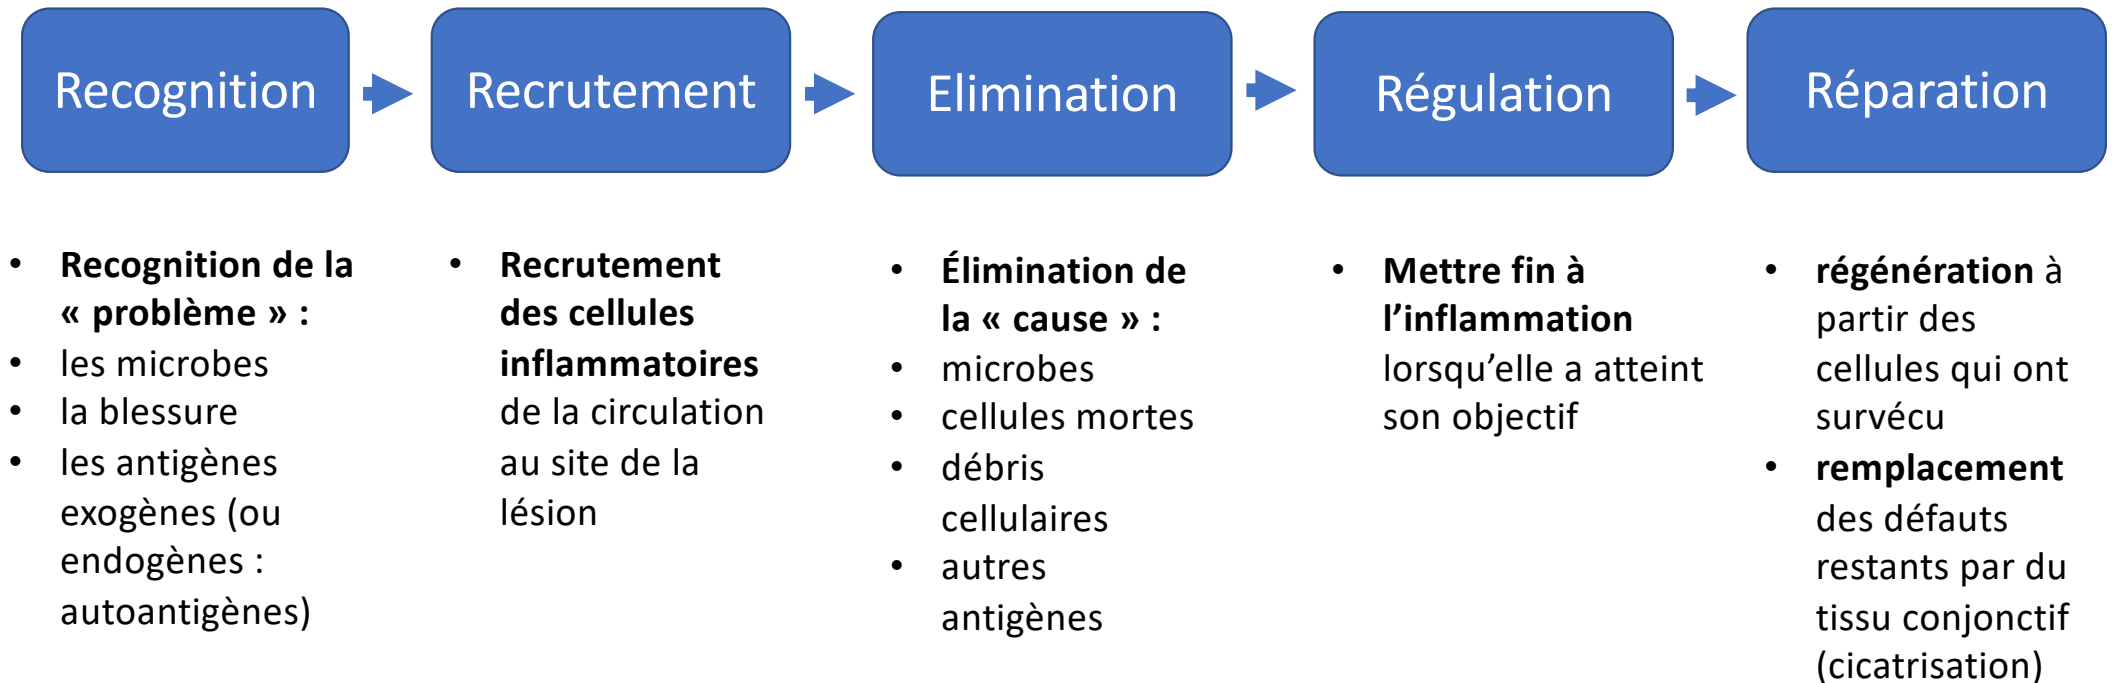 Recognition
Recrutement
Elimination
Régulation
Réparation
• Recognition de la
« problème » :
• les microbes
• la blessure
• les antigènes
exogènes (ou
endogènes :
autoantigènes)
• Recrutement
des cellules
inflammatoires
de la circulation
au site de la
lésion
• Élimination de
la « cause » :
• microbes
• cellules mortes
• débris
cellulaires
• autres
antigènes
• Mettre fin à
l’inflammation
lorsqu’elle a atteint
son objectif
• régénération à
partir des
cellules qui ont
survécu
• remplacement
des défauts
restants par du
tissu conjonctif
(cicatrisation)